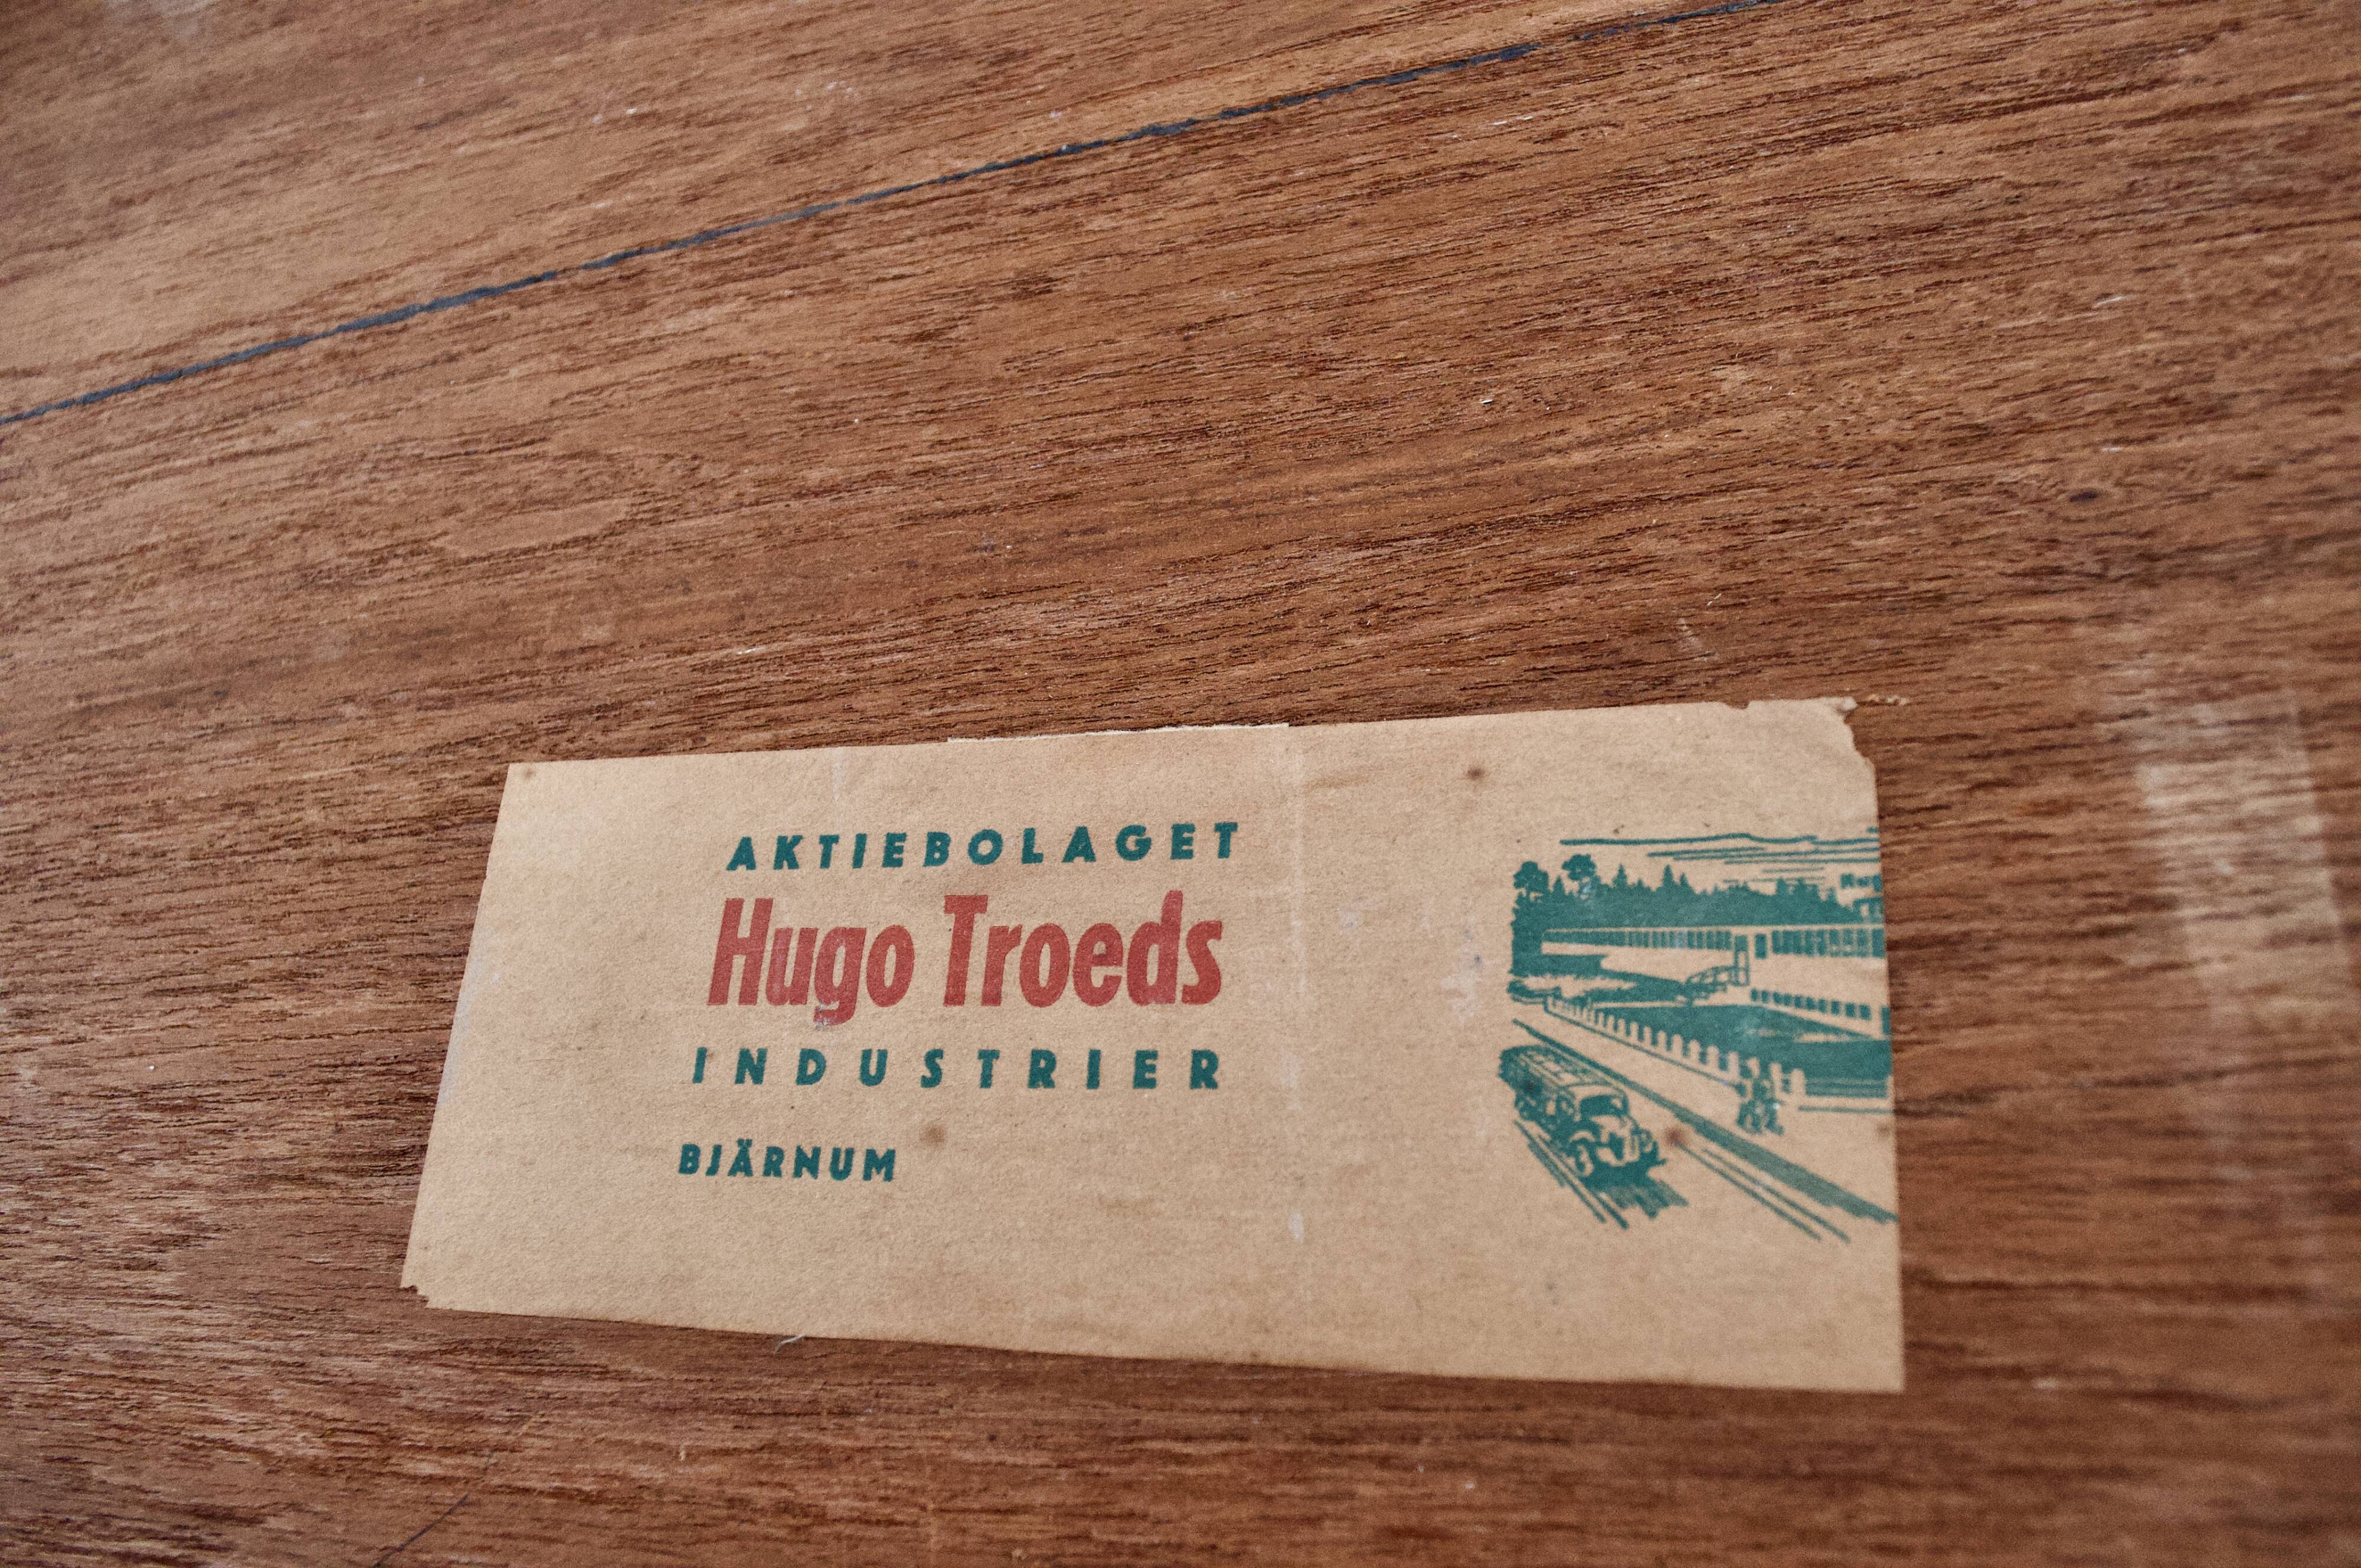 AKTIEBOLAGET
Hugo Troeds
INDUSTRIER
BJÄRNUM